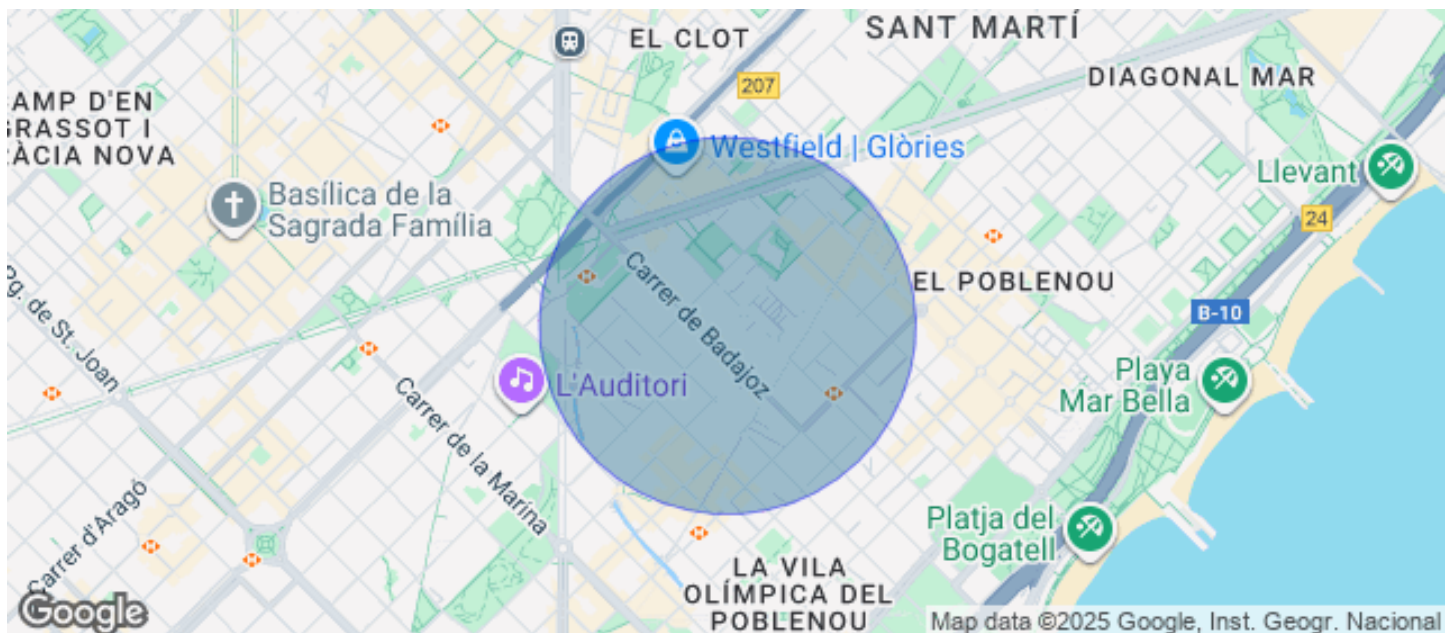 SANT MARTÍ
EL CLOT
DIAGONAL MAR
207
AMP D'EN
GRASSOT I
RÀCIA NOVA
Westfield | Glòries
Llevant
Basílica de la
Sagrada Família
24
EL POBLENOU
B-10
Pg. de St. Joan
Carrer de Badajoz
Playa
Mar Bella
L'Auditori
Carrer de la Marina
Carrer d'Aragó
Platja del
Bogatell
LA VILA
OLÍMPICA DEL
POBLENOU
Google
Map data ©2025 Google, Inst. Geogr. Nacional